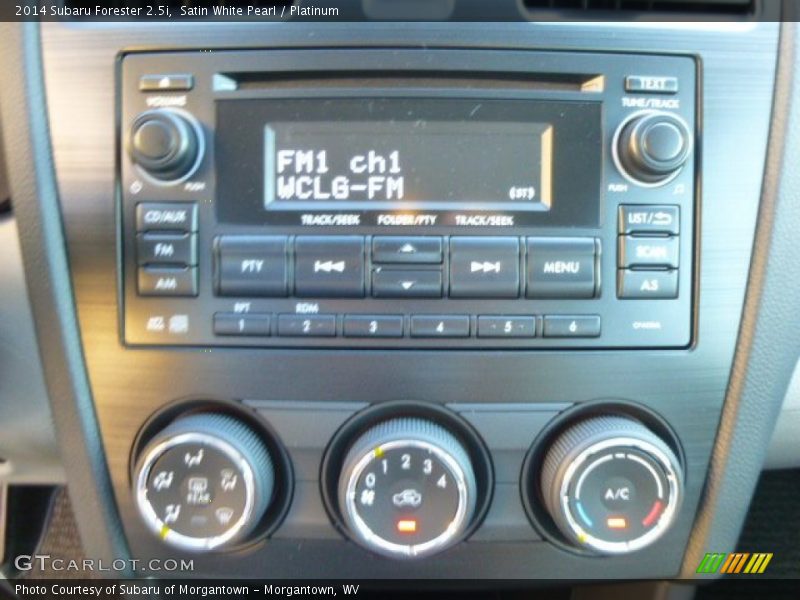 2014 Subaru Forester 2.5i, Satin White Pearl / Platinum
TEXT
VOLUME
TUNE/TRACK
FM1 ch1
WCLG-FM
(ST)
PUSH
PUSH
TRACK/SEEK FOLDER/PTY TRACK/SEEK
CD/AUX
LIST/
FM
PTY
MENU
SCAN
AM
AS
RPT RDM
1 2 3 4 5 6
0 1 2 3 4
REAR
A/C
GTCARLOT.COM
Photo Courtesy of Subaru of Morgantown - Morgantown, WV